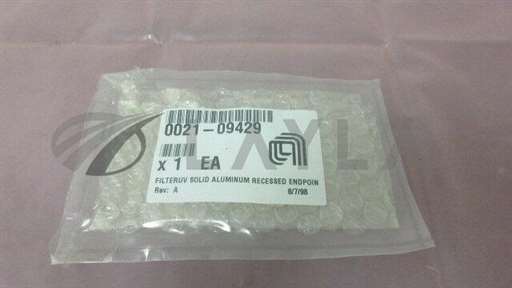 0021-09429
x 1 EA
FILTERUV SOLID ALUMINUM RECESSED ENDPOIN
Rev: A 6/7/98